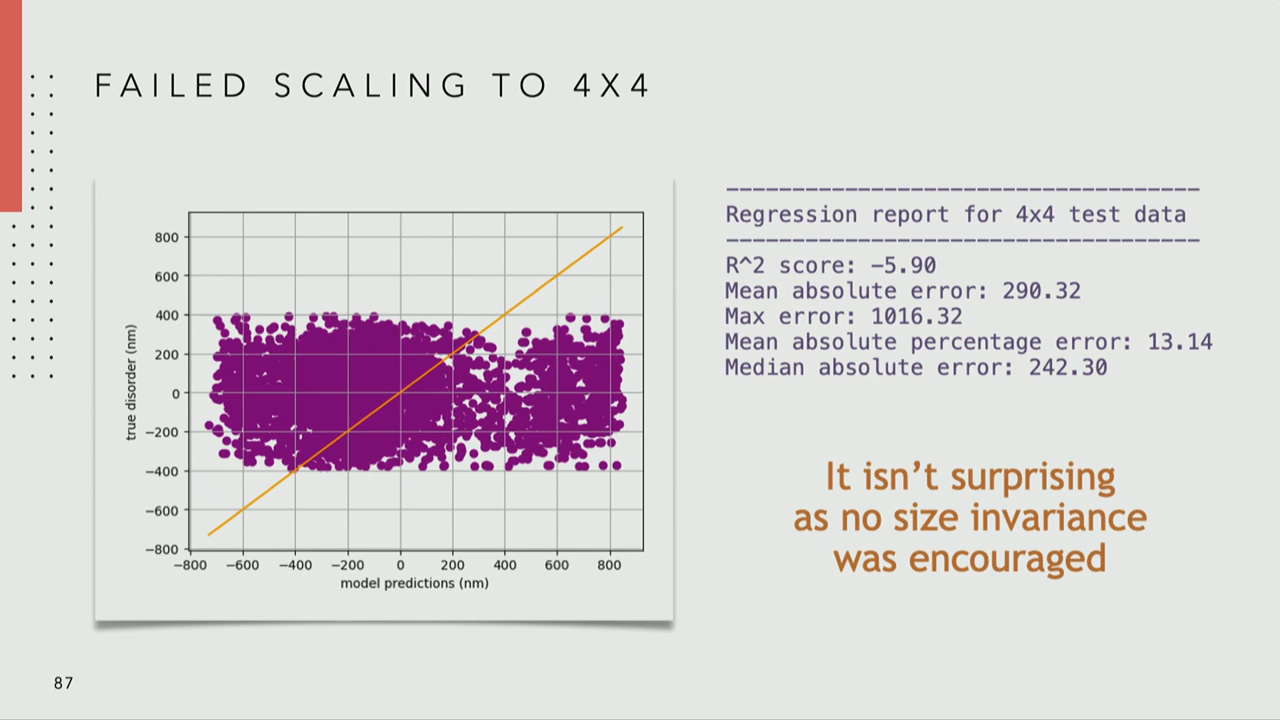 FAILED SCALING TO 4X4
800
600
400
200
0
−200
−400
−600
−800
true disorder (nm)
−800 −600 −400 −200 0 200 400 600 800
model predictions (nm)
-----------------------------------
Regression report for 4x4 test data
-----------------------------------
R^2 score: -5.90
Mean absolute error: 290.32
Max error: 1016.32
Mean absolute percentage error: 13.14
Median absolute error: 242.30
It isn’t surprising
as no size invariance
was encouraged
87